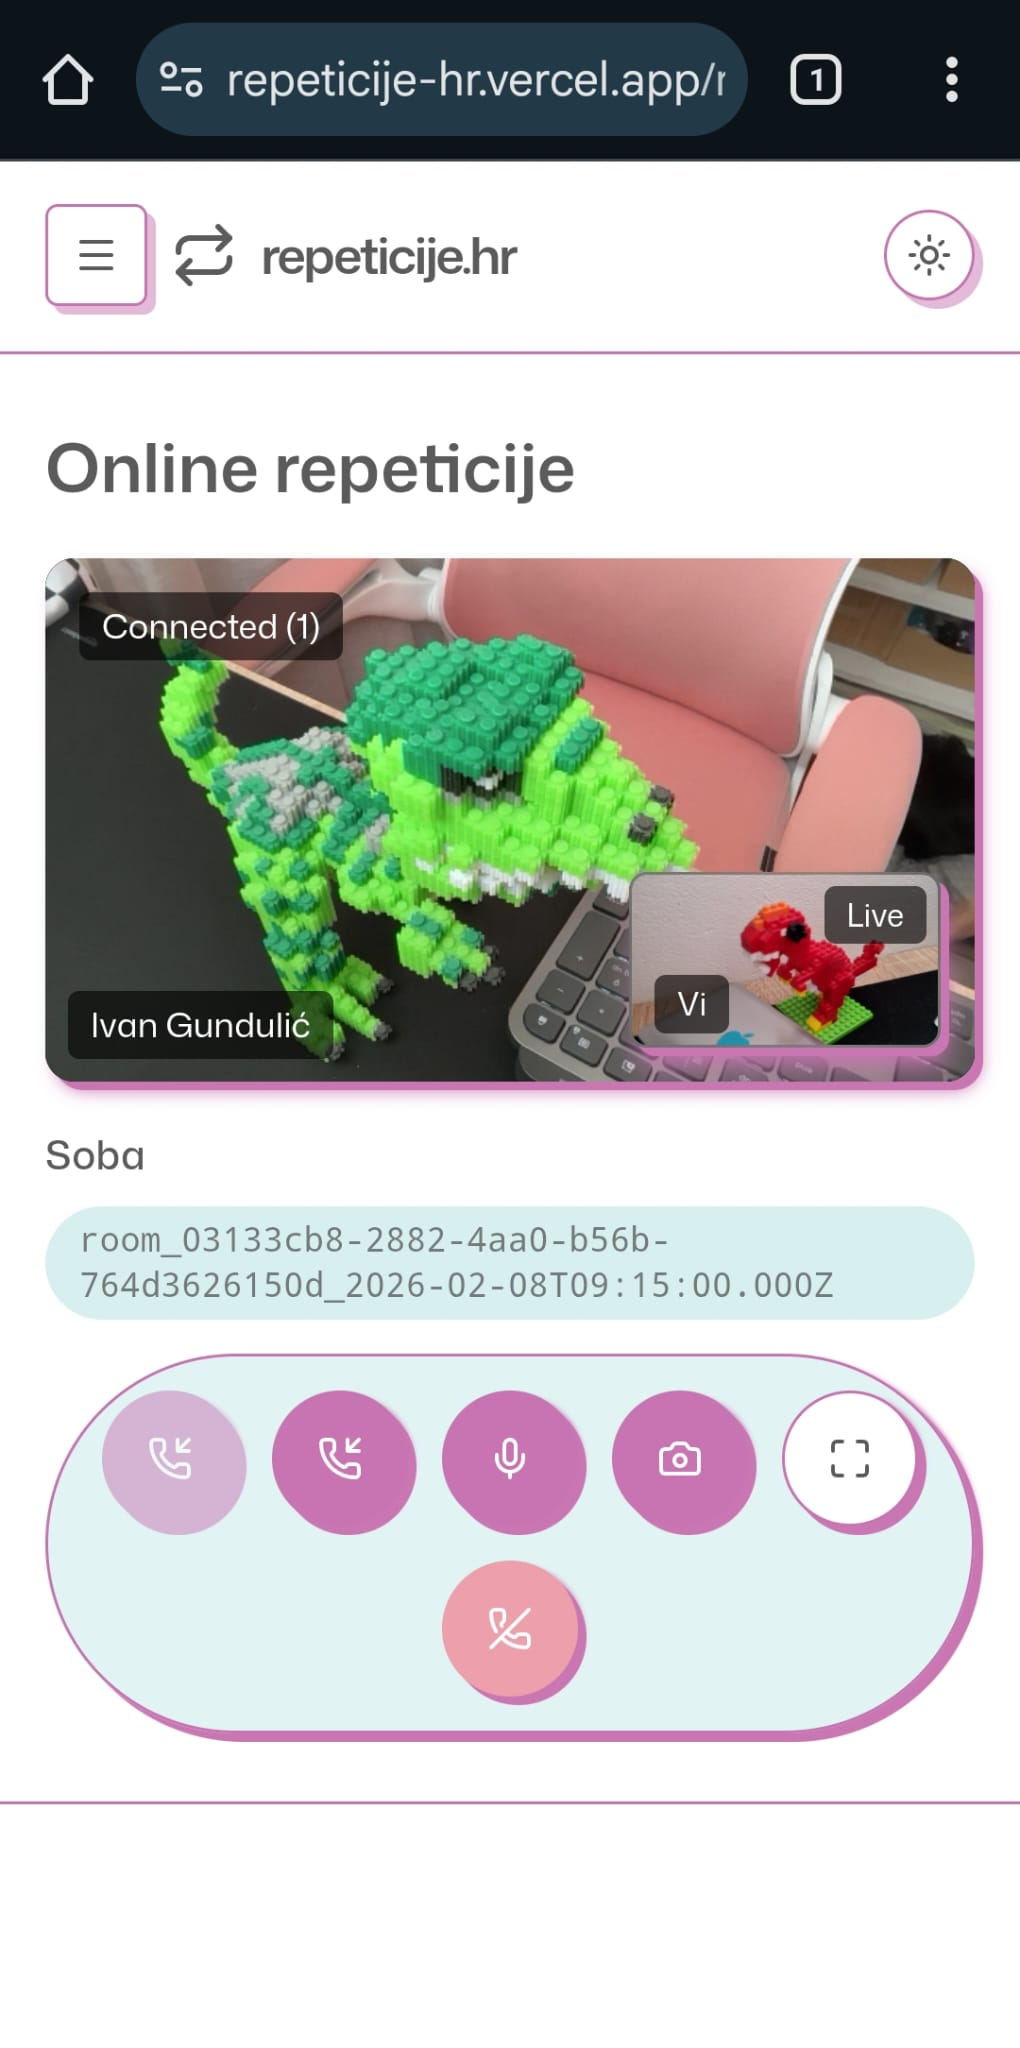 repeticije-hr.vercel.app/r
1
repeticije.hr
Online repeticije
Connected (1)
Live
Vi
Ivan Gundulić
Soba
room_03133cb8-2882-4aa0-b56b-
764d3626150d_2026-02-08T09:15:00.000Z